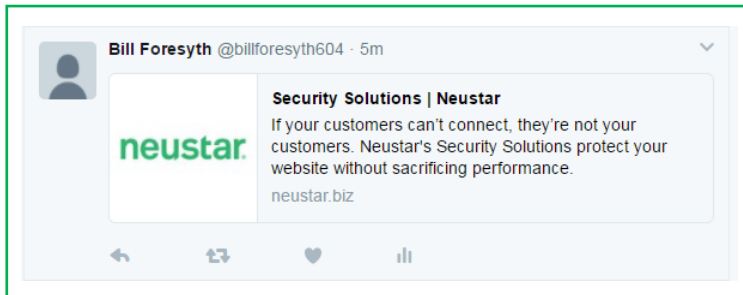 Bill Foresyth @billforesyth604 · 5m
neustar.
Security Solutions | Neustar
If your customers can't connect, they're not your
customers. Neustar's Security Solutions protect your
website without sacrificing performance.
neustar.biz